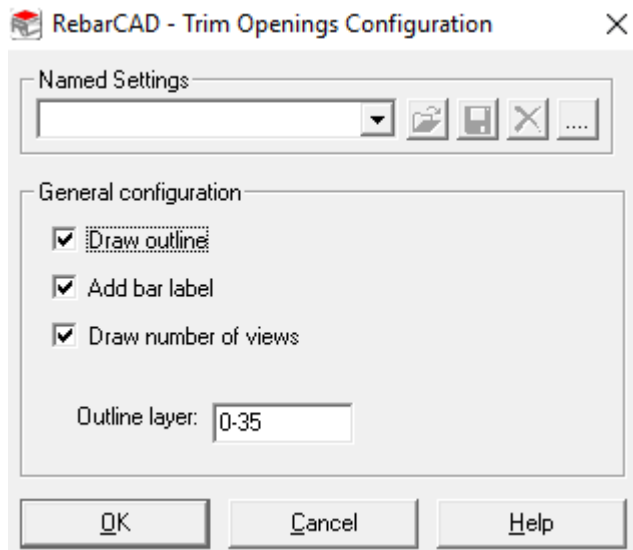 RebarCAD - Trim Openings Configuration
Named Settings
....
General configuration
Draw outline
Add bar label
Draw number of views
Outline layer: 0-35
OK Cancel Help